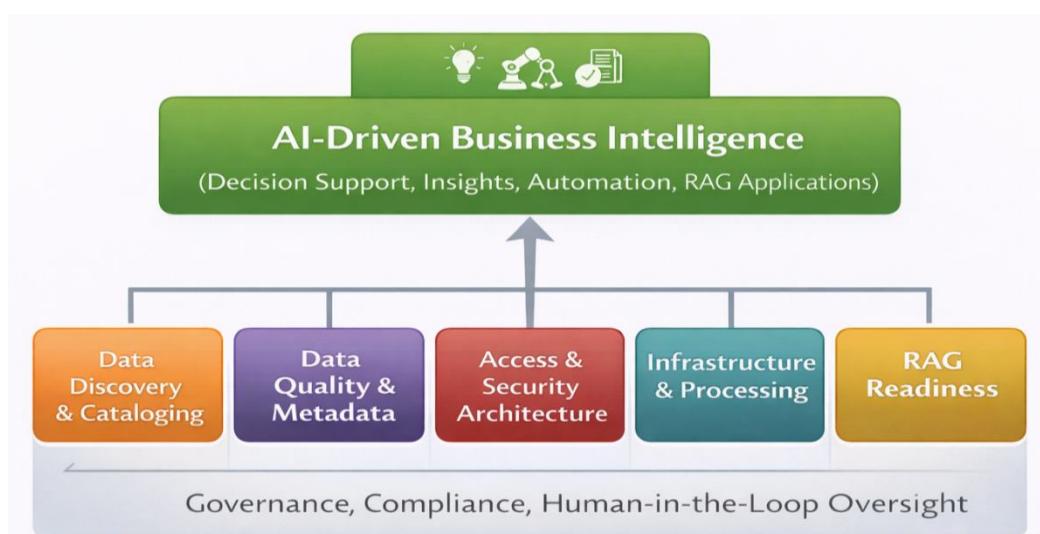 AI-Driven Business Intelligence
(Decision Support, Insights, Automation, RAG Applications)
Data
Discovery
& Cataloging
Data
Quality &
Metadata
Access &
Security
Architecture
Infrastructure
& Processing
RAG
Readiness
Governance, Compliance, Human-in-the-Loop Oversight